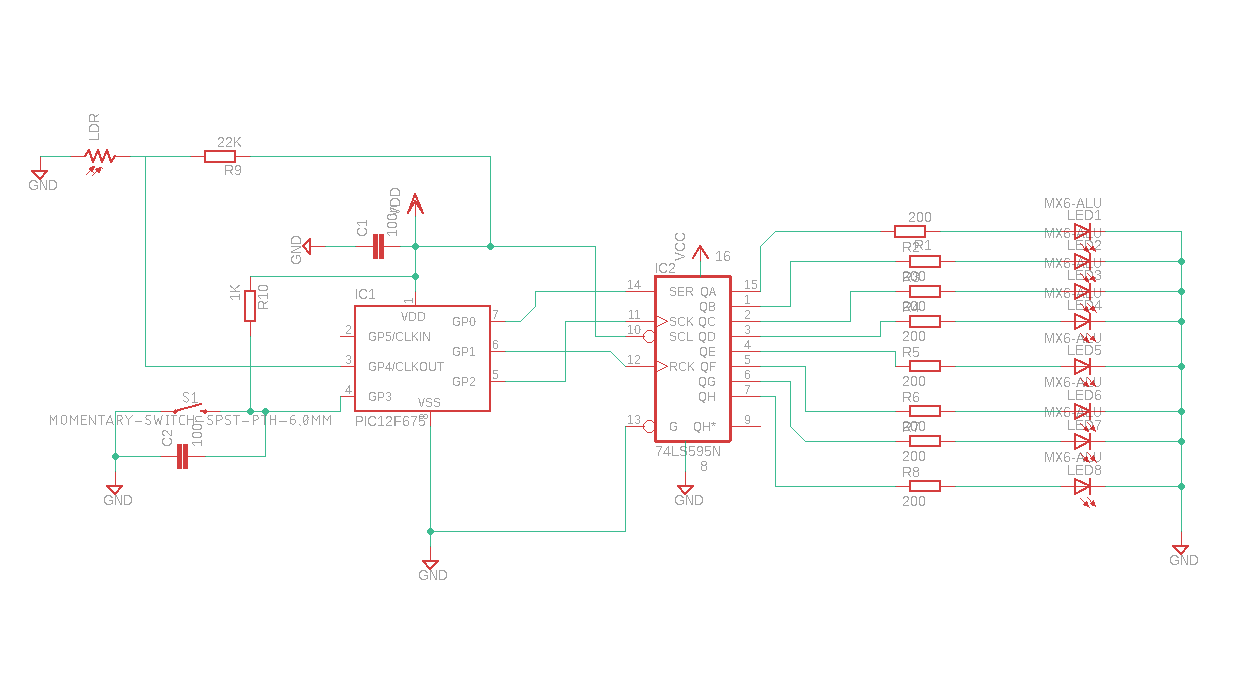 LDR
22K
R9
GND
VDD
C1
100n
GND
1K
R10
IC1
1
VDD
2
GP5/CLKIN
3
GP4/CLKOUT
4
GP3
GP0
7
GP1
6
GP2
5
VSS
8
PIC12F675
S1
MOMENTARY-SWITCH-SPST-PTH-6.0MM
C2
100n
GND
GND
VCC
16
IC2
14
SER
11
SCK
10
SCL
12
RCK
13
G
QA
15
QB
1
QC
2
QD
3
QE
4
QF
5
QG
6
QH
7
QH*
9
74LS595N
8
GND
200
R1
R2
200
R3
200
R4
200
R5
200
R6
200
R7
200
R8
200
MX6-ALU
LED1
MX6-ALU
LED2
MX6-ALU
LED3
MX6-ALU
LED4
MX6-ALU
LED5
MX6-ALU
LED6
MX6-ALU
LED7
MX6-ALU
LED8
GND